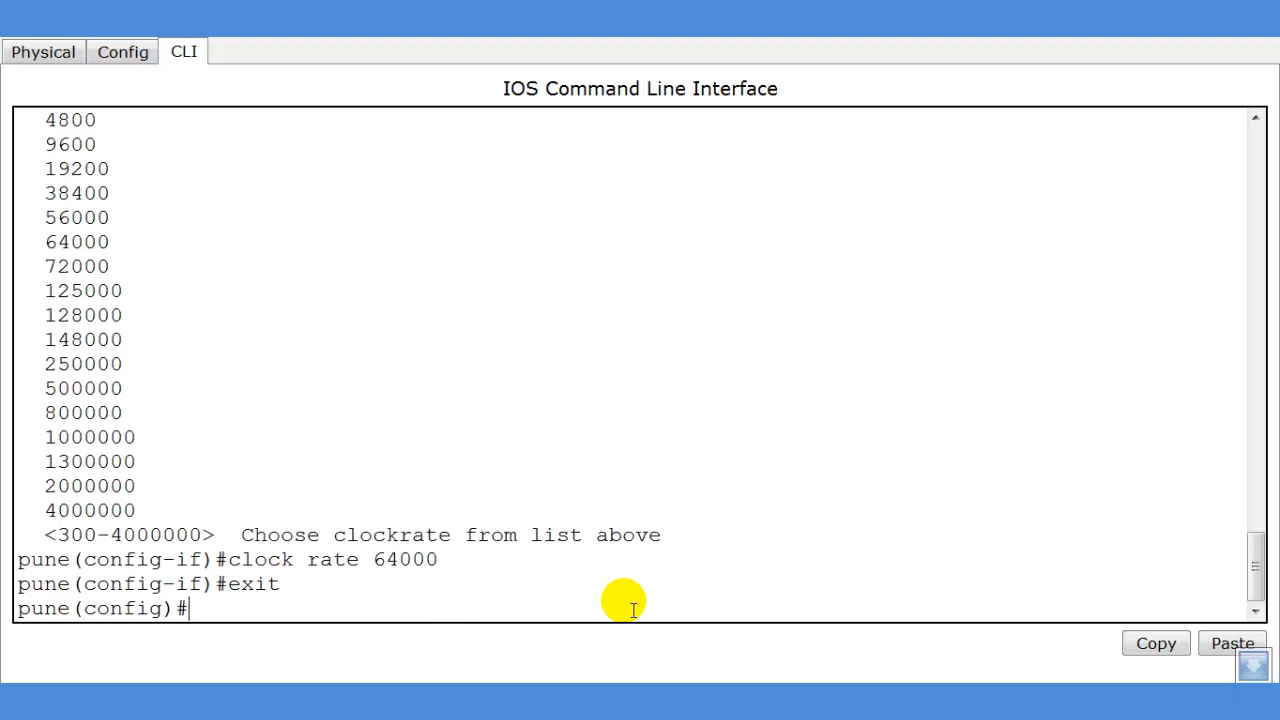 Physical Config CLI
IOS Command Line Interface
4800
9600
19200
38400
56000
64000
72000
125000
128000
148000
250000
500000
800000
1000000
1300000
2000000
4000000
<300-4000000> Choose clockrate from list above
pune(config-if)#clock rate 64000
pune(config-if)#exit
pune(config)#
Copy Paste